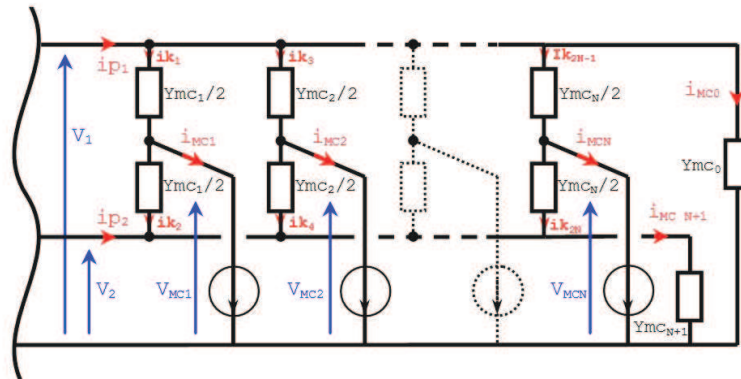 ip1 ik1 ik3 Ik2N-1
Ymc1/2 Ymc2/2 YmcN/2 iMC0
V1 iMC1 iMC2 iMCN
Ymc0
Ymc1/2 Ymc2/2 YmcN/2
ip2 ik2 ik4 ik2N iMC N+1
V2 VMC1 VMC2 VMCN
YmcN+1